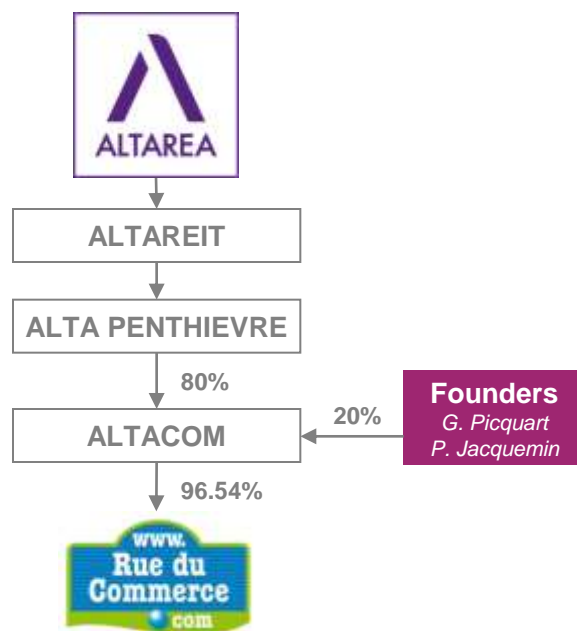 ALTAREA
ALTAREIT
ALTA PENTHIEVRE
80%
Founders
G. Picquart
P. Jacquemin
20%
ALTACOM
96.54%
www.
Rue du
Commerce
com